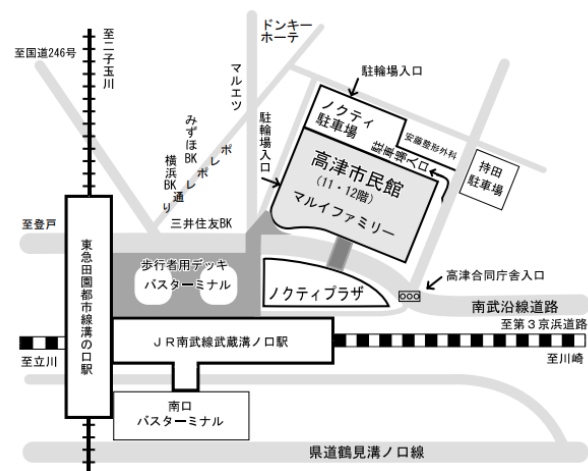 ドンキー
ホーテ
至二子玉川
至国道246号
マルエツ
駐輪場入口
みずほBK
横浜BK
ポレポレ通り
駐輪場入口
ノクティ
駐車場
安藤整形外科
駐車場入口
持田
駐車場
高津市民館
(11・12階)
マルイファミリー
三井住友BK
至登戸
歩行者用デッキ
バスターミナル
ノクティプラザ
高津合同庁舎入口
南武沿線道路
至第3京浜道路
東急田園都市線溝の口駅
JR南武線武蔵溝ノ口駅
至立川
至川崎
南口
バスターミナル
県道鶴見溝ノ口線